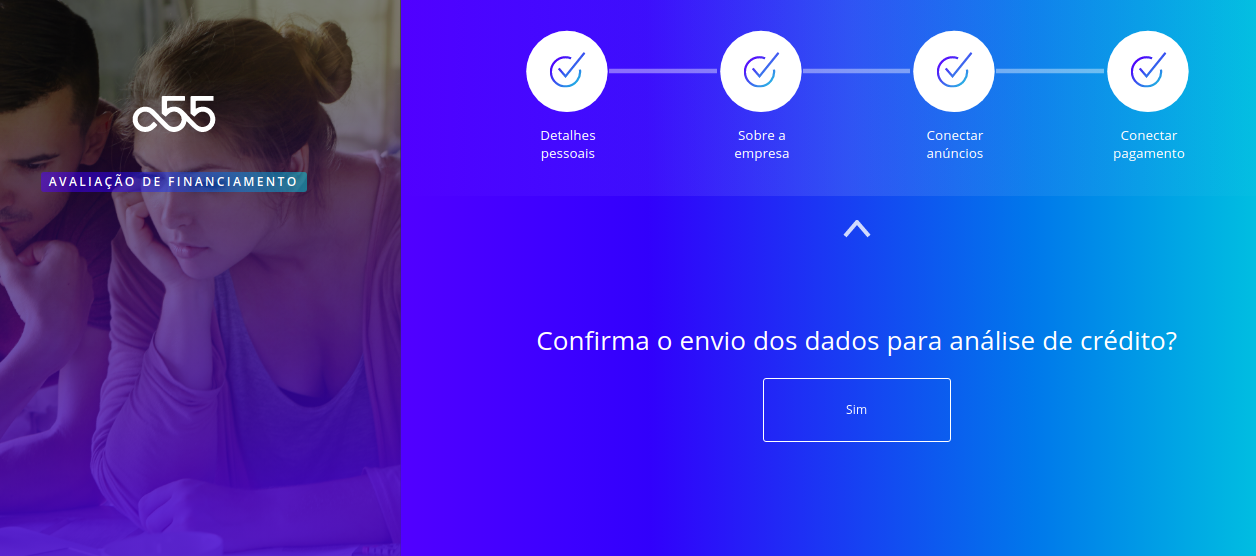 a55
AVALIAÇÃO DE FINANCIAMENTO
Detalhes
pessoais
Sobre a
empresa
Conectar
anúncios
Conectar
pagamento
Confirma o envio dos dados para análise de crédito?
Sim